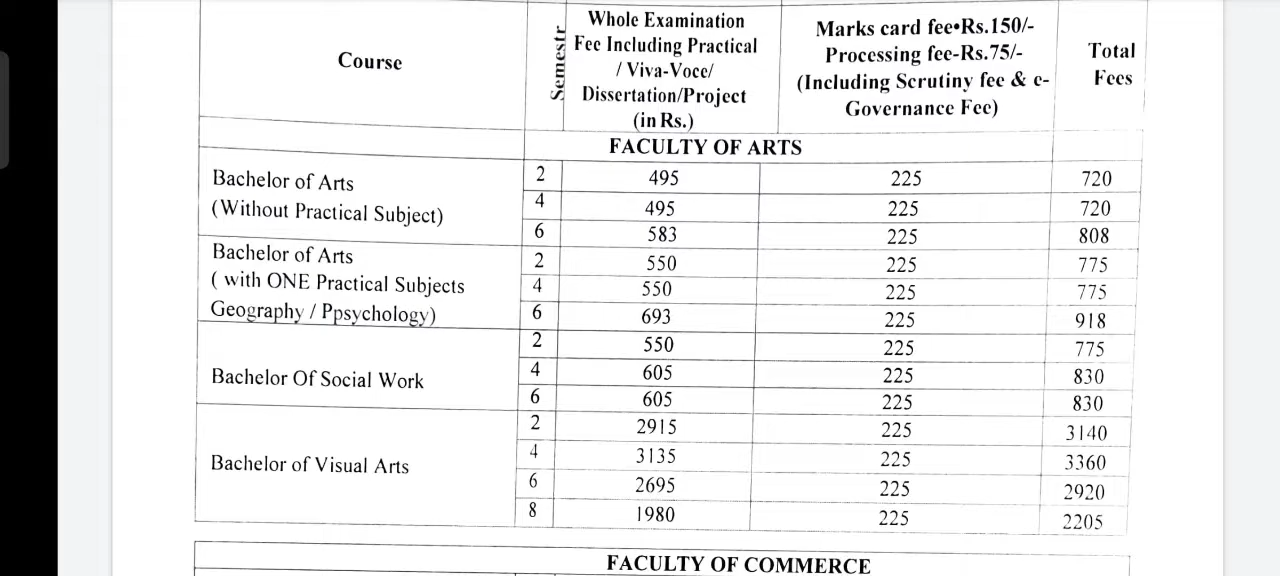 Course
Semestr
Whole Examination
Fee Including Practical
/ Viva-Voce/
Dissertation/Project
(in Rs.)
Marks card fee•Rs.150/-
Processing fee-Rs.75/-
(Including Scrutiny fee & e-
Governance Fee)
Total
Fees
FACULTY OF ARTS
Bachelor of Arts
(Without Practical Subject)
2 495 225 720
4 495 225 720
6 583 225 808
Bachelor of Arts
( with ONE Practical Subjects
Geography / Ppsychology)
2 550 225 775
4 550 225 775
6 693 225 918
Bachelor Of Social Work
2 550 225 775
4 605 225 830
6 605 225 830
Bachelor of Visual Arts
2 2915 225 3140
4 3135 225 3360
6 2695 225 2920
8 1980 225 2205
FACULTY OF COMMERCE